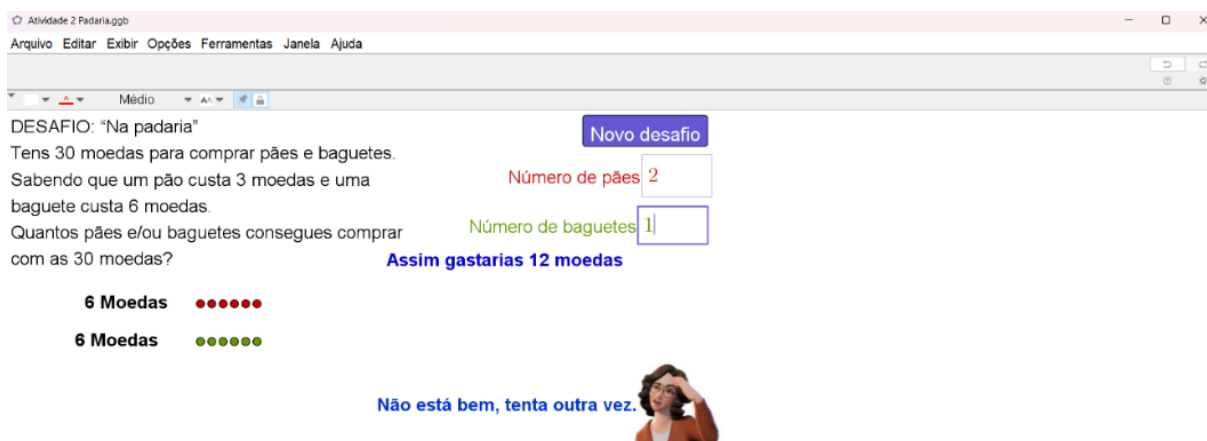 Atividade 2 Padaria.ggb
Arquivo Editar Exibir Opções Ferramentas Janela Ajuda
Médio
DESAFIO: “Na padaria”
Tens 30 moedas para comprar pães e baguetes.
Sabendo que um pão custa 3 moedas e uma
baguete custa 6 moedas.
Quantos pães e/ou baguetes consegues comprar
com as 30 moedas?
Novo desafio
Número de pães 2
Número de baguetes 1
Assim gastarias 12 moedas
6 Moedas
6 Moedas
Não está bem, tenta outra vez.